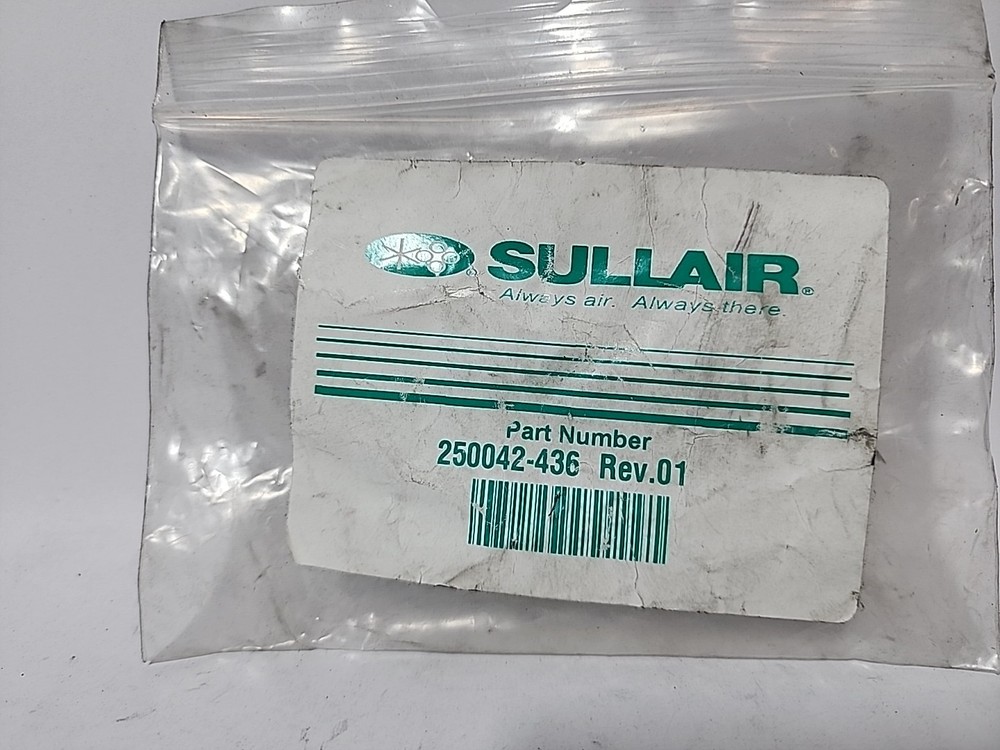 SULLAIR®
Always air. Always there.
Part Number
250042-436 Rev.01